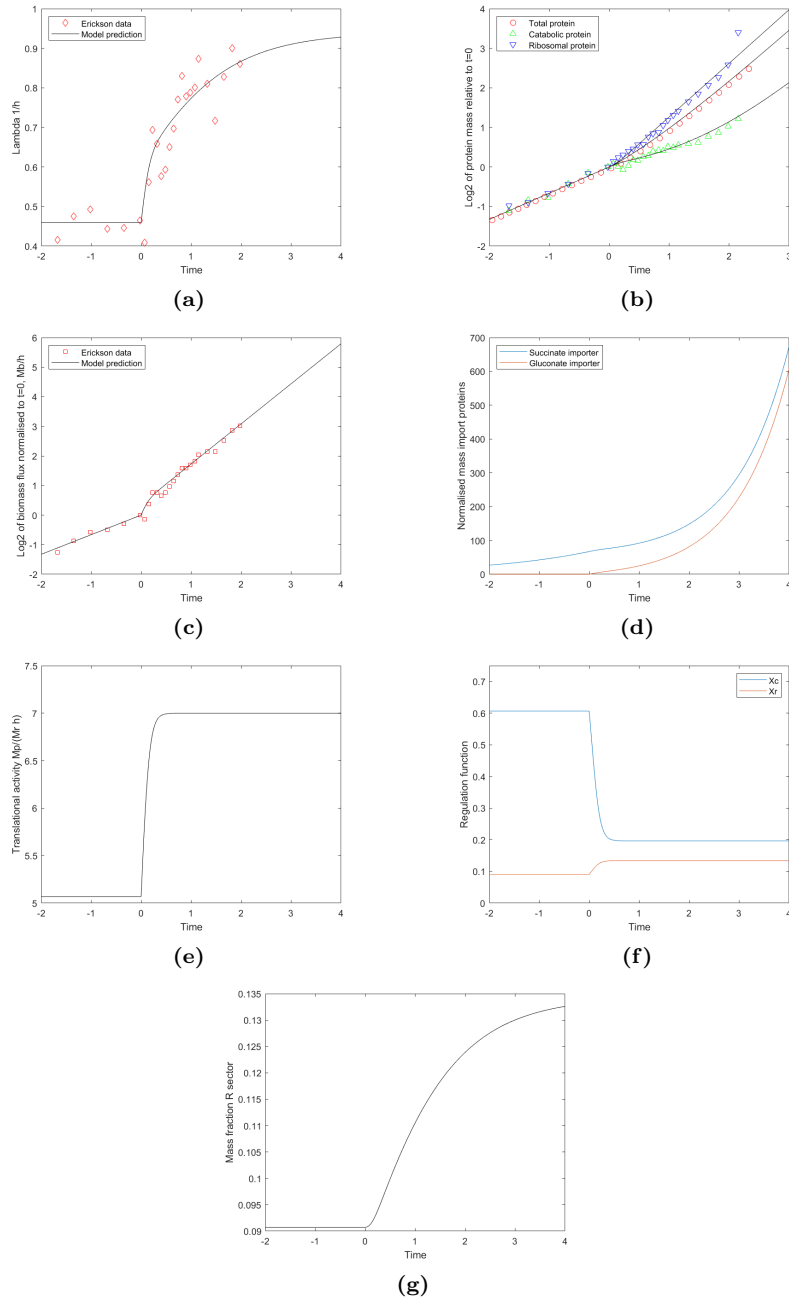 1
0.9
0.8
0.7
0.6
0.5
0.4
-2 -1 0 1 2 3 4
Lambda 1/h
Time
Erickson data
Model prediction
(a)
4
3
2
1
0
-1
-2
-2 -1 0 1 2 3
Log2 of protein mass relative to t=0
Time
Total protein
Catabolic protein
Ribosomal protein
(b)
6
5
4
3
2
1
0
-1
-2
-2 -1 0 1 2 3 4
Log2 of biomass flux normalised to t=0, Mb/h
Time
Erickson data
Model prediction
(c)
700
600
500
400
300
200
100
0
-2 -1 0 1 2 3 4
Normalised mass import proteins
Time
Succinate importer
Gluconate importer
(d)
7.5
7
6.5
6
5.5
5
-2 -1 0 1 2 3 4
Translational activity Mp/(Mr h)
Time
(e)
0.7
0.6
0.5
0.4
0.3
0.2
0.1
0
-2 -1 0 1 2 3 4
Regulation function
Time
Xc
Xr
(f)
0.135
0.13
0.125
0.12
0.115
0.11
0.105
0.1
0.095
0.09
-2 -1 0 1 2 3 4
Mass fraction R sector
Time
(g)